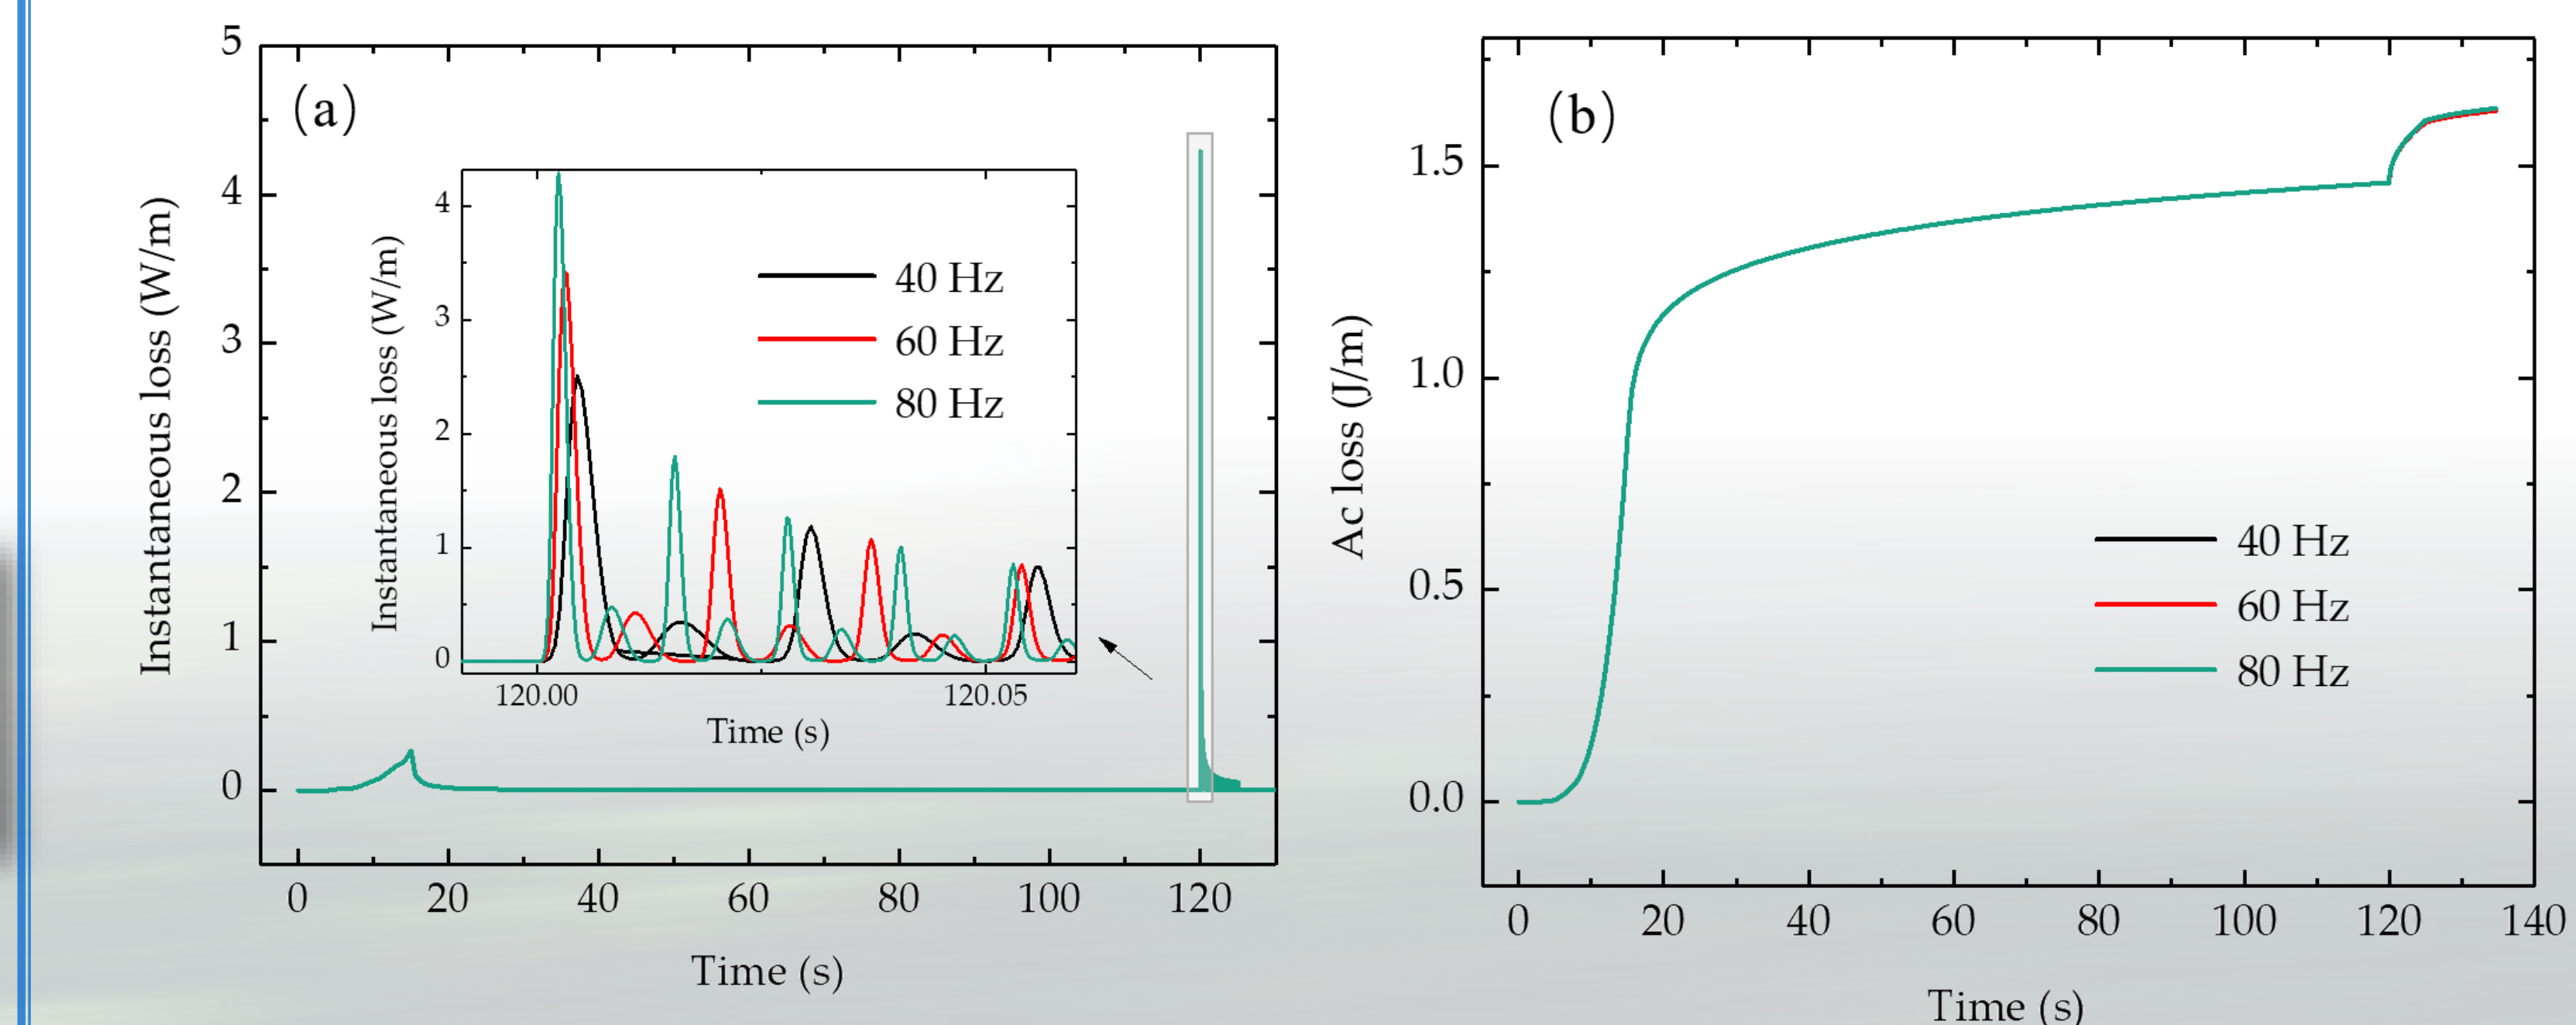 (a)
Instantaneous loss (W/m)
5
4
3
2
1
0
0 20 40 60 80 100 120
Time (s)
Instantaneous loss (W/m)
4
3
2
1
0
120.00 120.05
Time (s)
40 Hz
60 Hz
80 Hz
(b)
Ac loss (J/m)
1.5
1.0
0.5
0.0
0 20 40 60 80 100 120 140
Time (s)
40 Hz
60 Hz
80 Hz